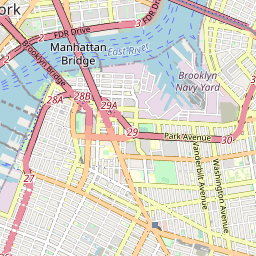 ork
FDR Drive
FDR Drive
Manhattan
Bridge
East River
Brooklyn Bridge
Brooklyn
Navy Yard
28A
28B
29A
29
Park Avenue
30
27
Vanderbilt Avenue
Washington Avenue